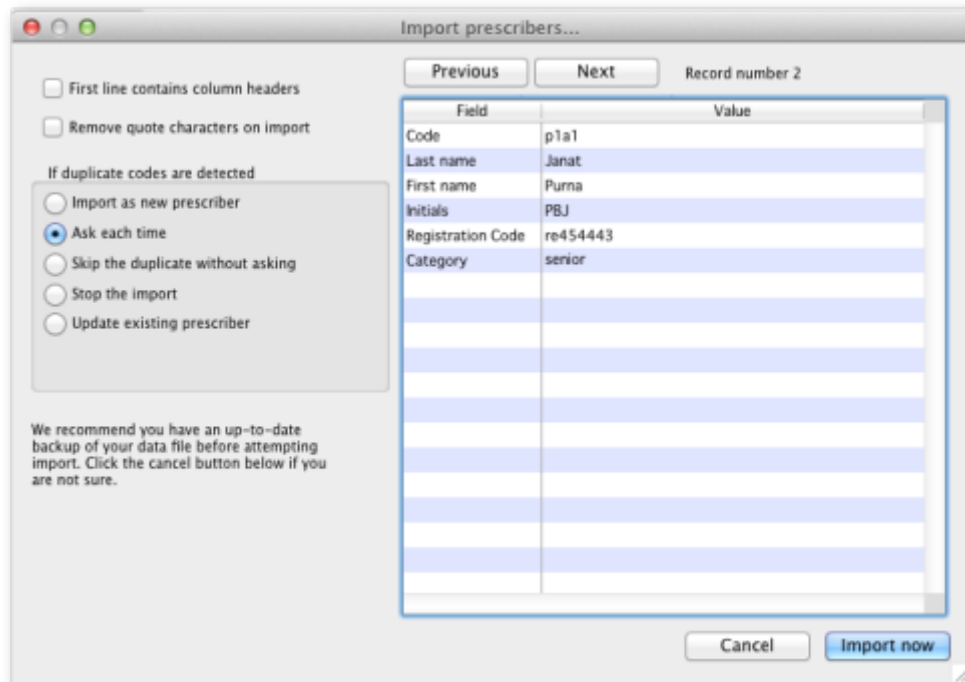 Import prescribers...
First line contains column headers
Remove quote characters on import
If duplicate codes are detected
Import as new prescriber
Ask each time
Skip the duplicate without asking
Stop the import
Update existing prescriber
We recommend you have an up-to-date
backup of your data file before attempting
import. Click the cancel button below if you
are not sure.
Previous Next Record number 2
Field Value
Code p1a1
Last name Janat
First name Purna
Initials PBJ
Registration Code re454443
Category senior
Cancel Import now